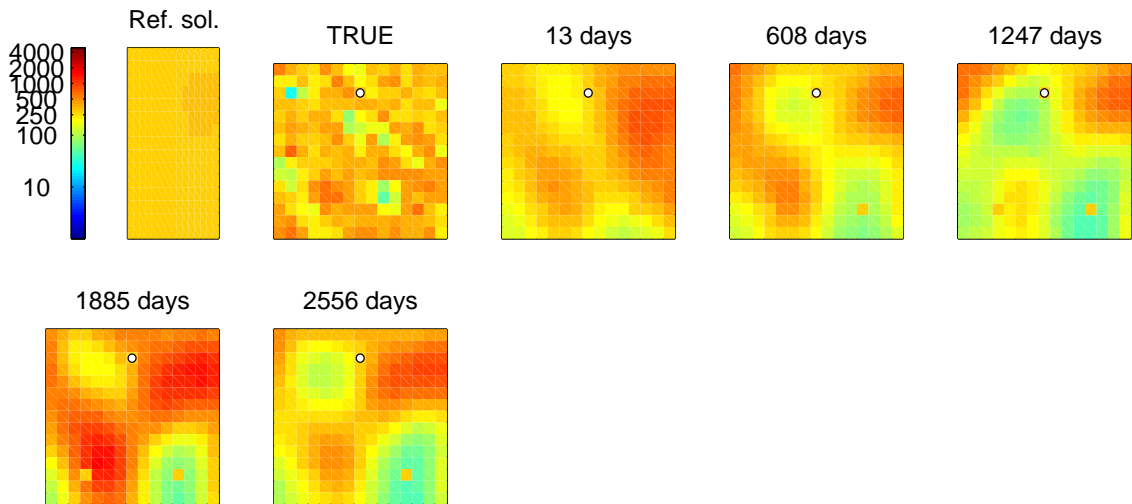 Ref. sol.
TRUE
13 days
608 days
1247 days
4000
2000
1000
500
250
100
10
1885 days
2556 days